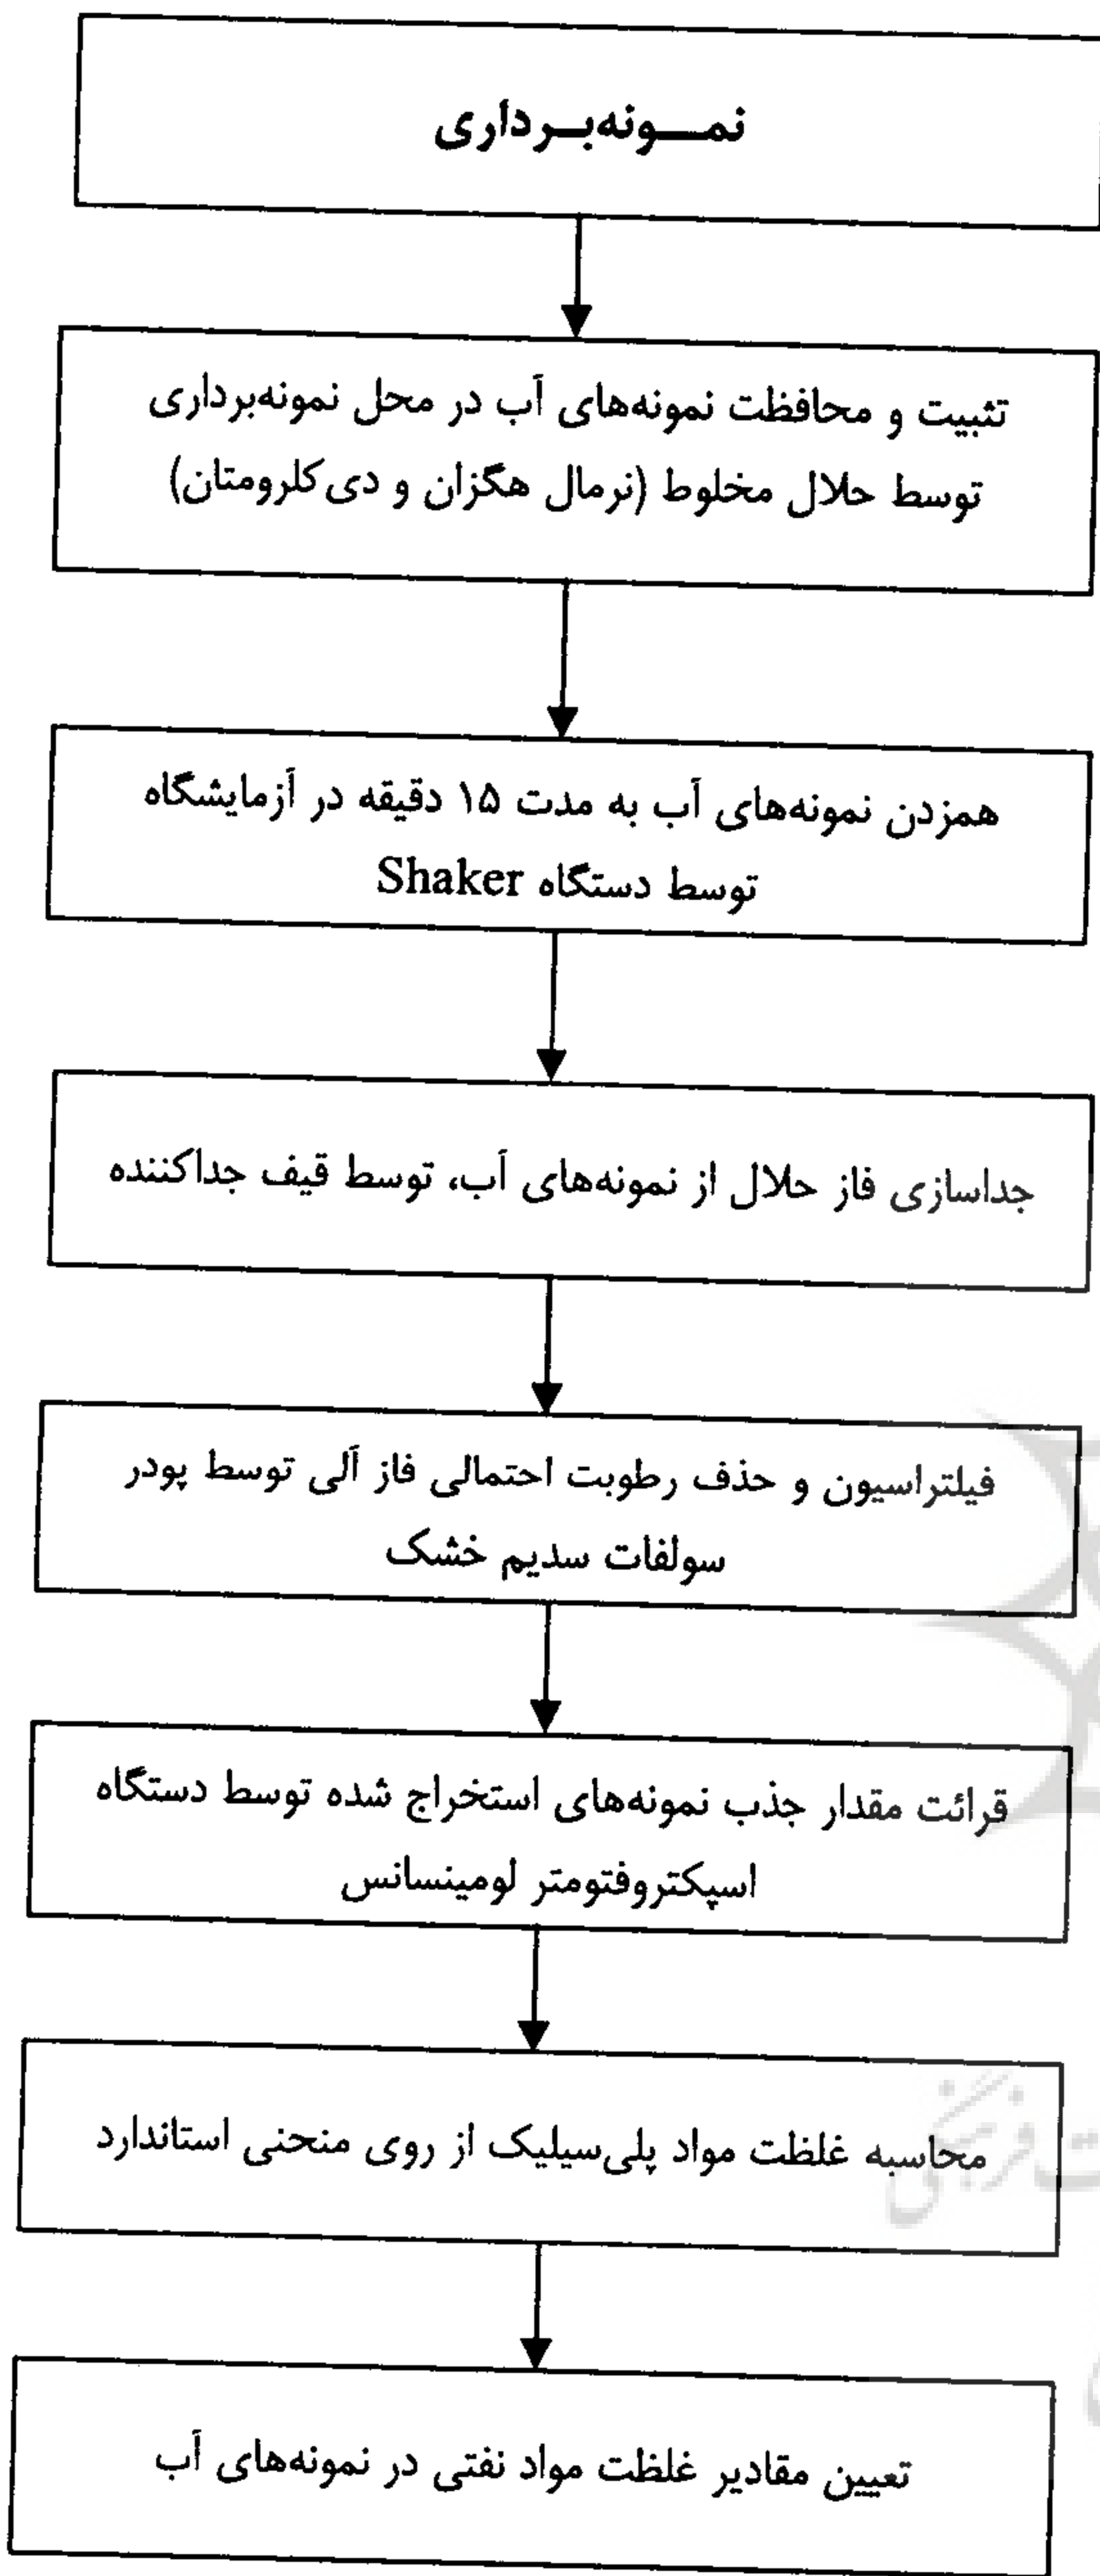 نمونه‌برداری
تثبیت و محافظت نمونه‌های آب در محل نمونه‌برداری
توسط حلال مخلوط (نرمال هگزان و دی کلرومتان)
همزدن نمونه‌های آب به مدت ۱۵ دقیقه در آزمایشگاه
توسط دستگاه Shaker
جداسازی فاز حلال از نمونه‌های آب، توسط قیف جداکننده
فیلتراسیون و حذف رطوبت احتمالی فاز آلی توسط پودر
سولفات سدیم خشک
قرائت مقدار جذب نمونه‌های استخراج شده توسط دستگاه
اسپکتروفتومتر لومینسانس
محاسبه غلظت مواد پلی‌سیلیک از روی منحنی استاندارد
تعیین مقادیر غلظت مواد نفتی در نمونه‌های آب